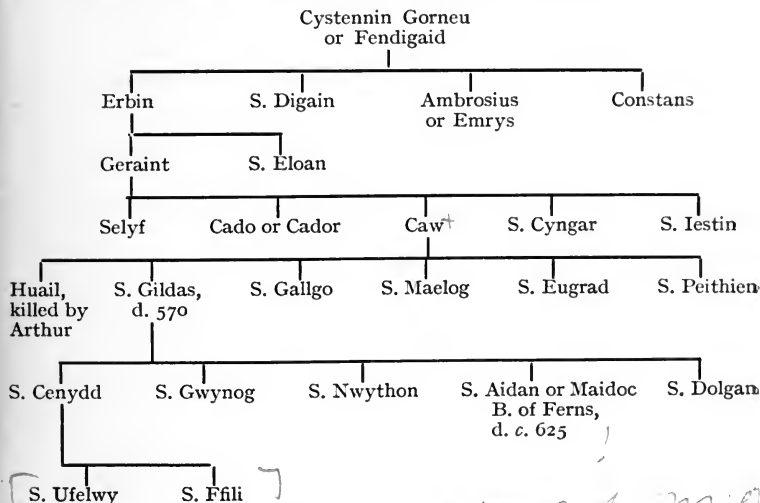 Cystennin Gorneu
or Fendigaid
Erbin S. Digain Ambrosius Constans
or Emrys
Geraint S. Eloan
Selyf Cado or Cador Caw+ S. Cyngar S. Iestin
Huail, S. Gildas, S. Gallgo S. Maelog S. Eugrad S. Peithien
killed by d. 570
Arthur
S. Cenydd S. Gwynog S. Nwython S. Aidan or Maidoc S. Dolgan
B. of Ferns,
d. c. 625
[S. Ufelwy S. Ffili]